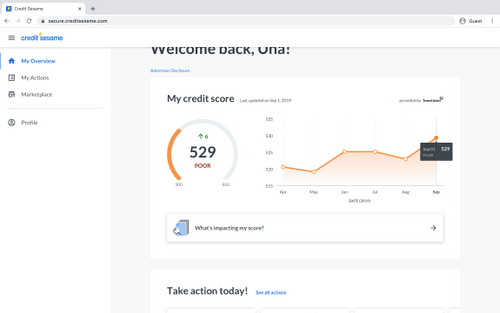 Credit Sesame
secure.creditsesame.com
Guest
credit sesame
Welcome back, Una!
My Overview
My Actions
Marketplace
Profile
Advertiser Disclosure
My credit score
Last updated on Sep 1, 2019
provided by TransUnion
6
529
POOR
300
850
535
530
525
520
515
Apr
May
Jun
Jul
Aug
Sep
Sep 01
529
POOR
DATE (2019)
What's impacting my score?
Take action today!
See all actions